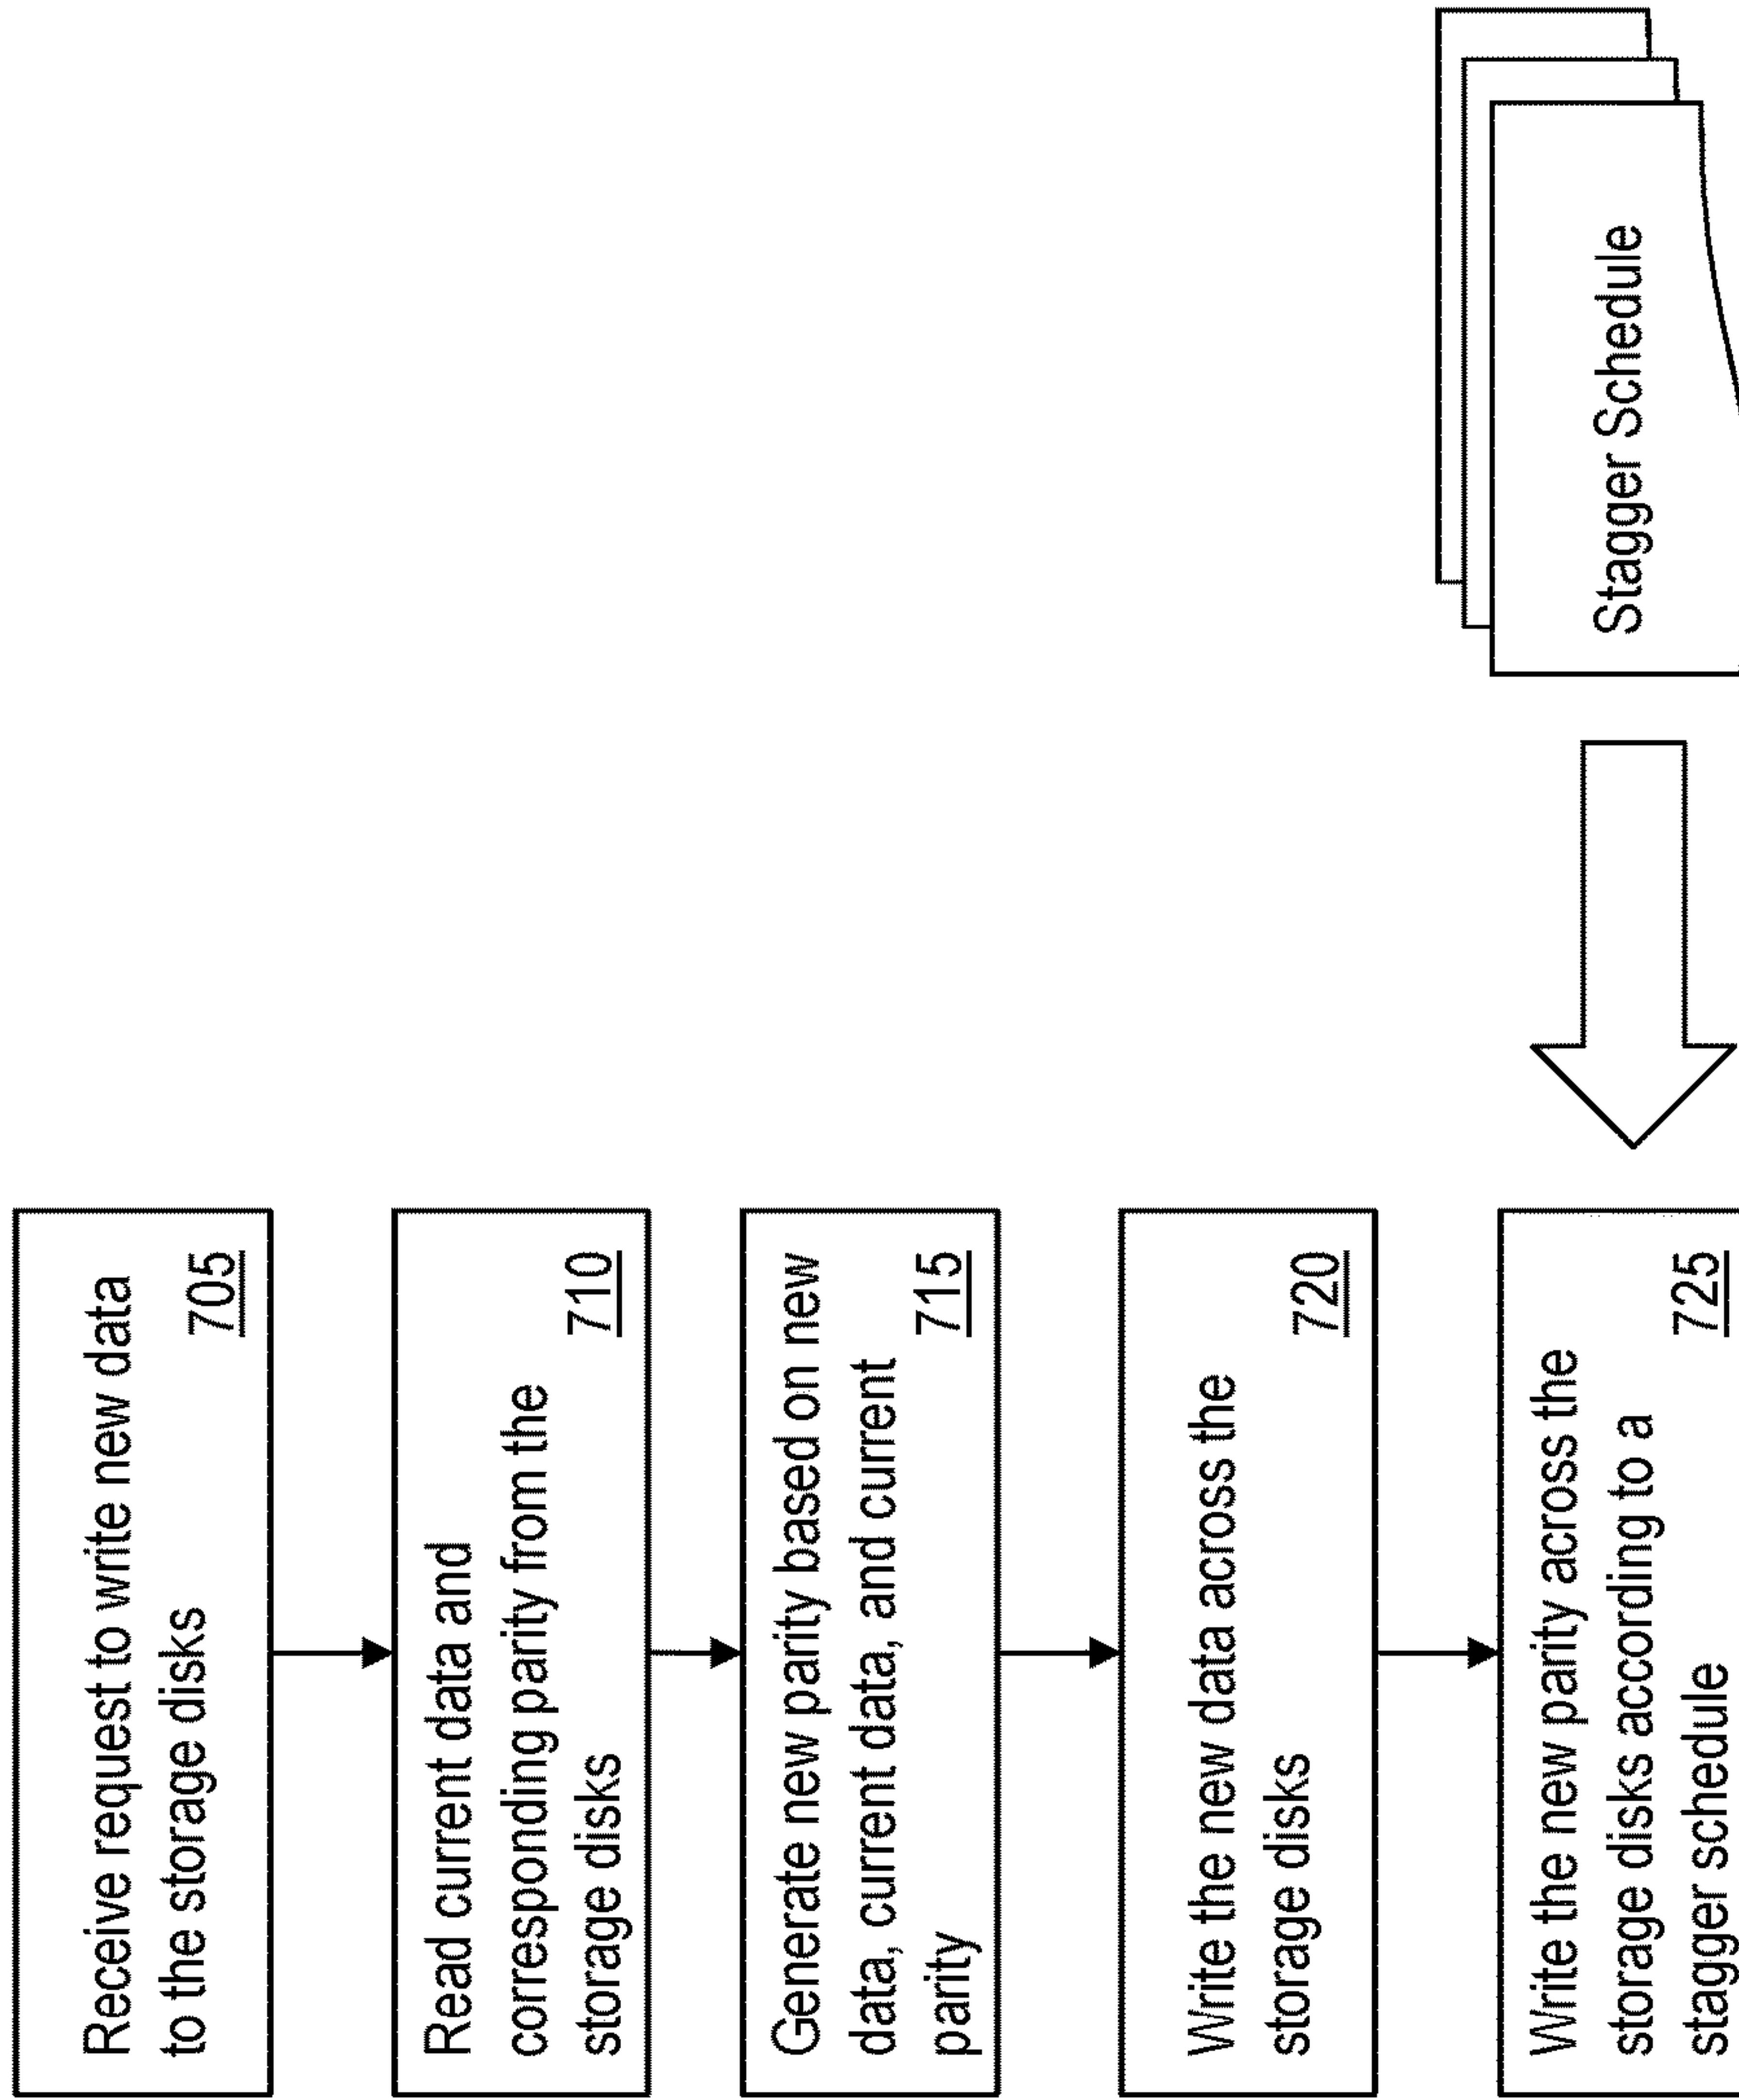 Receive request to write new data
to the storage disks
705
Read current data and
corresponding parity from the
storage disks
710
Generate new parity based on new
data, current data, and current
parity
715
Write the new data across the
storage disks
720
Write the new parity across the
storage disks according to a
stagger schedule
725
Stagger Schedule